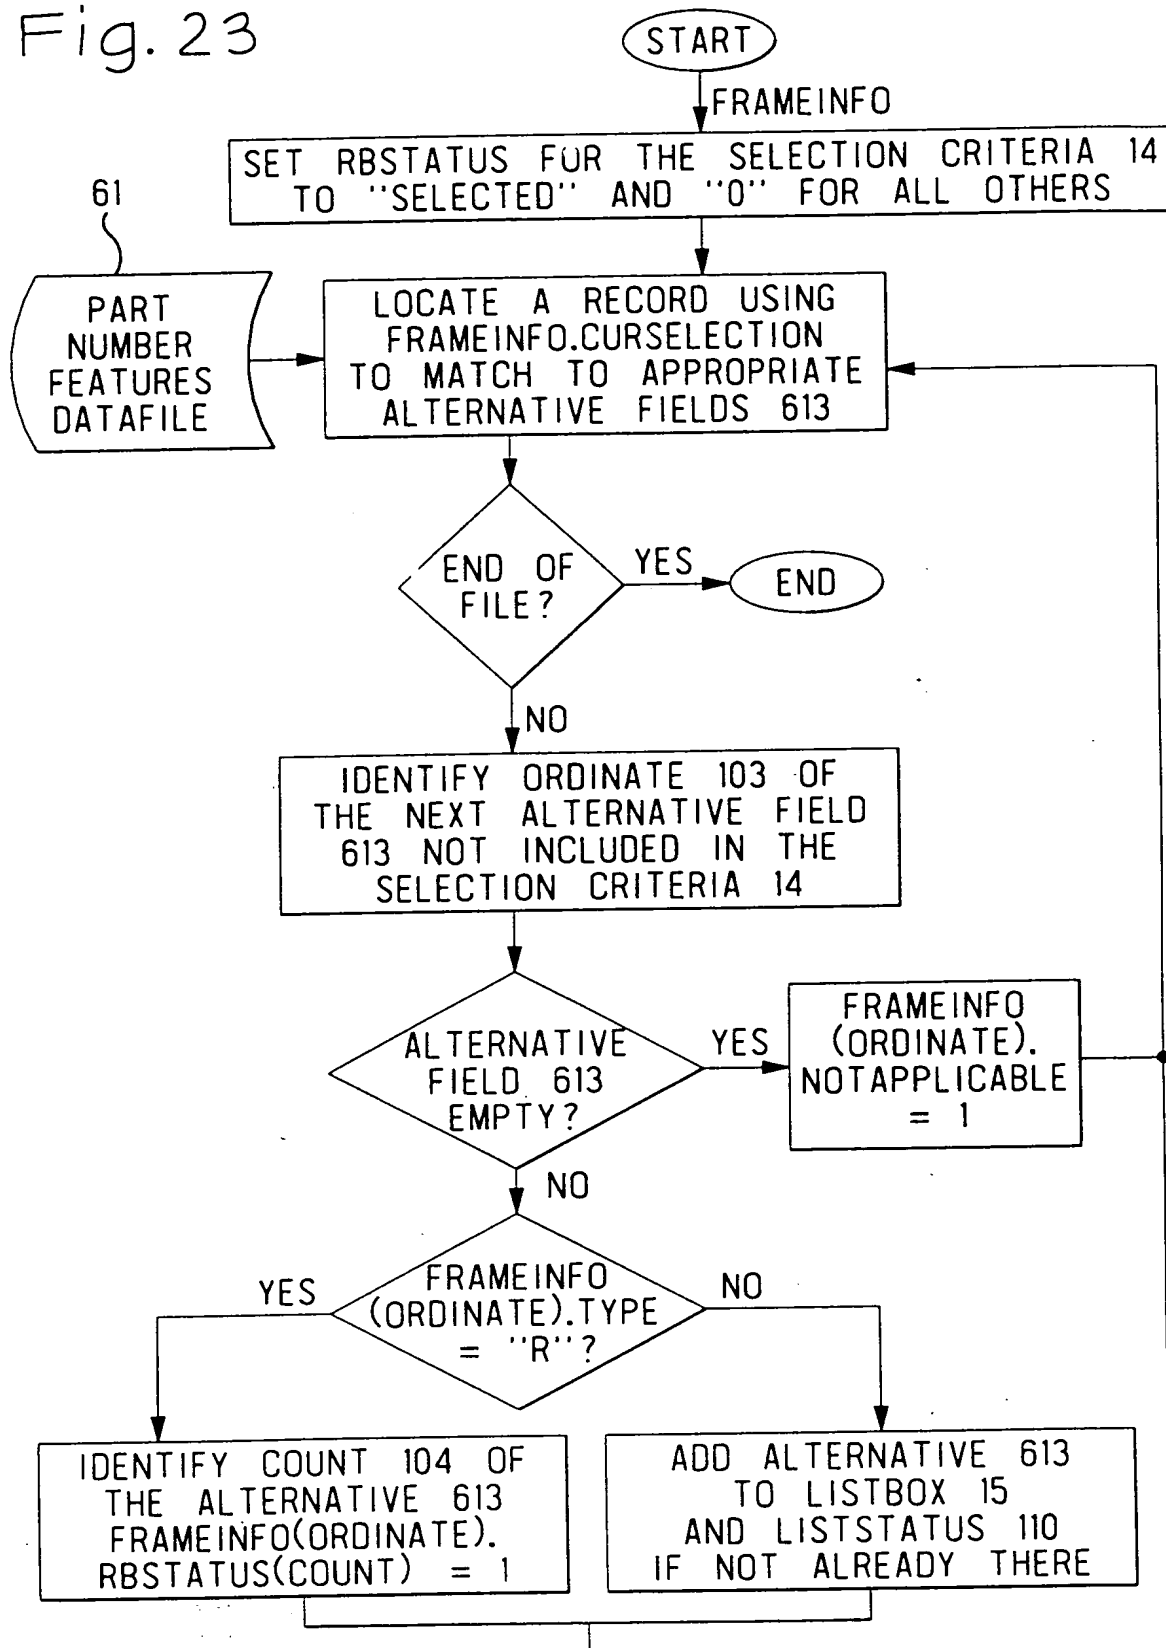 Fig. 23
START
FRAMEINFO
SET RBSTATUS FOR THE SELECTION CRITERIA 14
TO "SELECTED" AND "0" FOR ALL OTHERS
61
PART
NUMBER
FEATURES
DATAFILE
LOCATE A RECORD USING
FRAMEINFO.CURSELECTION
TO MATCH TO APPROPRIATE
ALTERNATIVE FIELDS 613
END OF
FILE?
YES
END
NO
IDENTIFY ORDINATE 103 OF
THE NEXT ALTERNATIVE FIELD
613 NOT INCLUDED IN THE
SELECTION CRITERIA 14
ALTERNATIVE
FIELD 613
EMPTY?
YES
FRAMEINFO
(ORDINATE).
NOTAPPLICABLE
= 1
NO
FRAMEINFO
(ORDINATE).TYPE
= "R"?
YES
NO
IDENTIFY COUNT 104 OF
THE ALTERNATIVE 613
FRAMEINFO(ORDINATE).
RBSTATUS(COUNT) = 1
ADD ALTERNATIVE 613
TO LISTBOX 15
AND LISTSTATUS 110
IF NOT ALREADY THERE